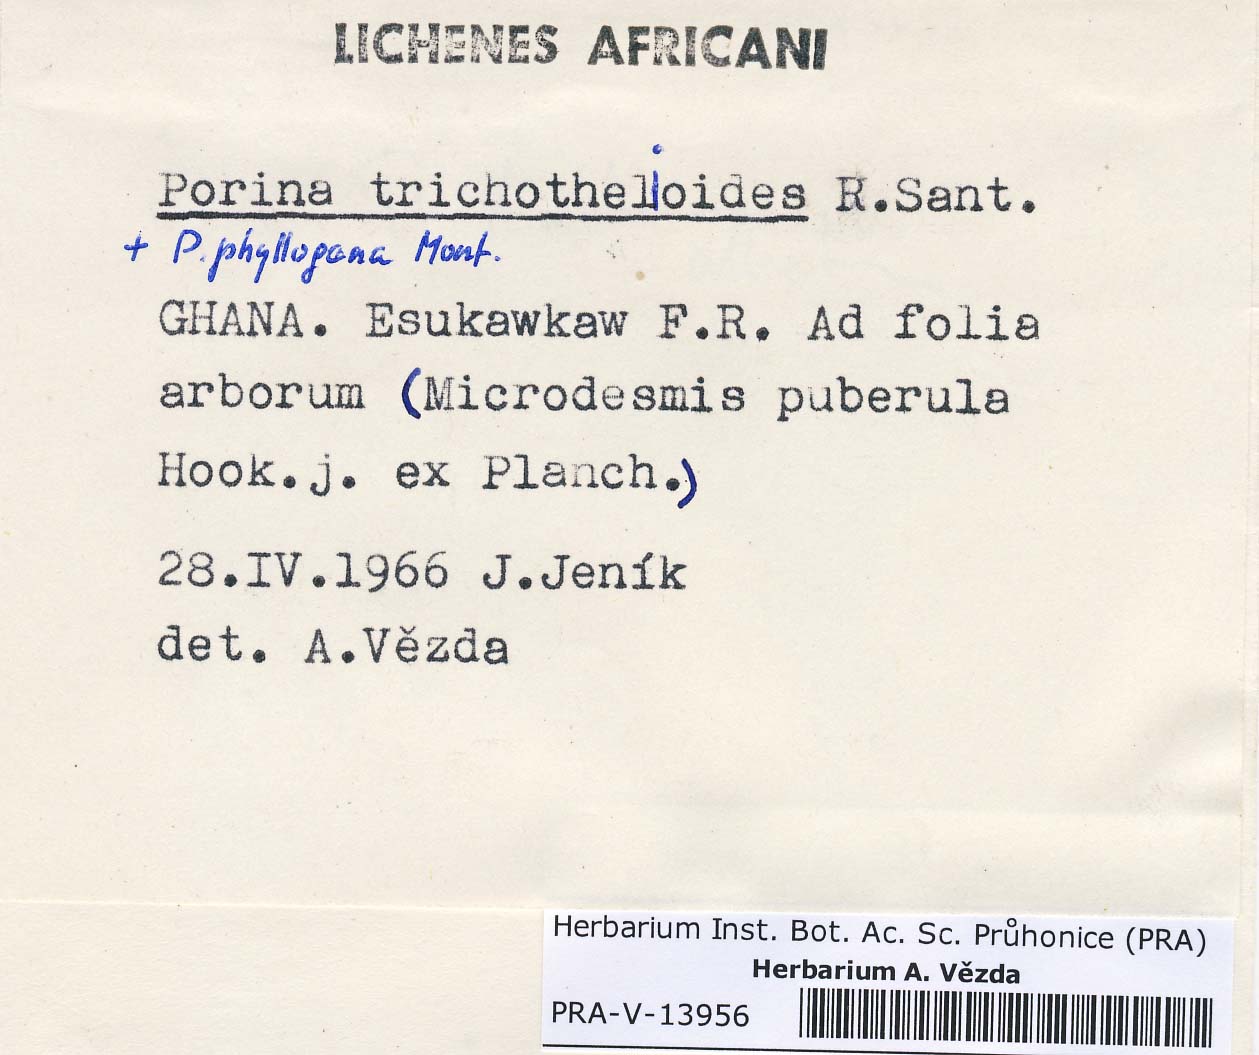 LICHENES AFRICANI
Porina trichothelioides R.Sant.
+ P. phyllogena Mont.
GHANA. Esukawkaw F.R. Ad folia
arborum (Microdesmis puberula
Hook.j. ex Planch.)
28.IV.1966 J.Jeník
det. A.Vězda
Herbarium Inst. Bot. Ac. Sc. Průhonice (PRA)
Herbarium A. Vězda
PRA-V-13956